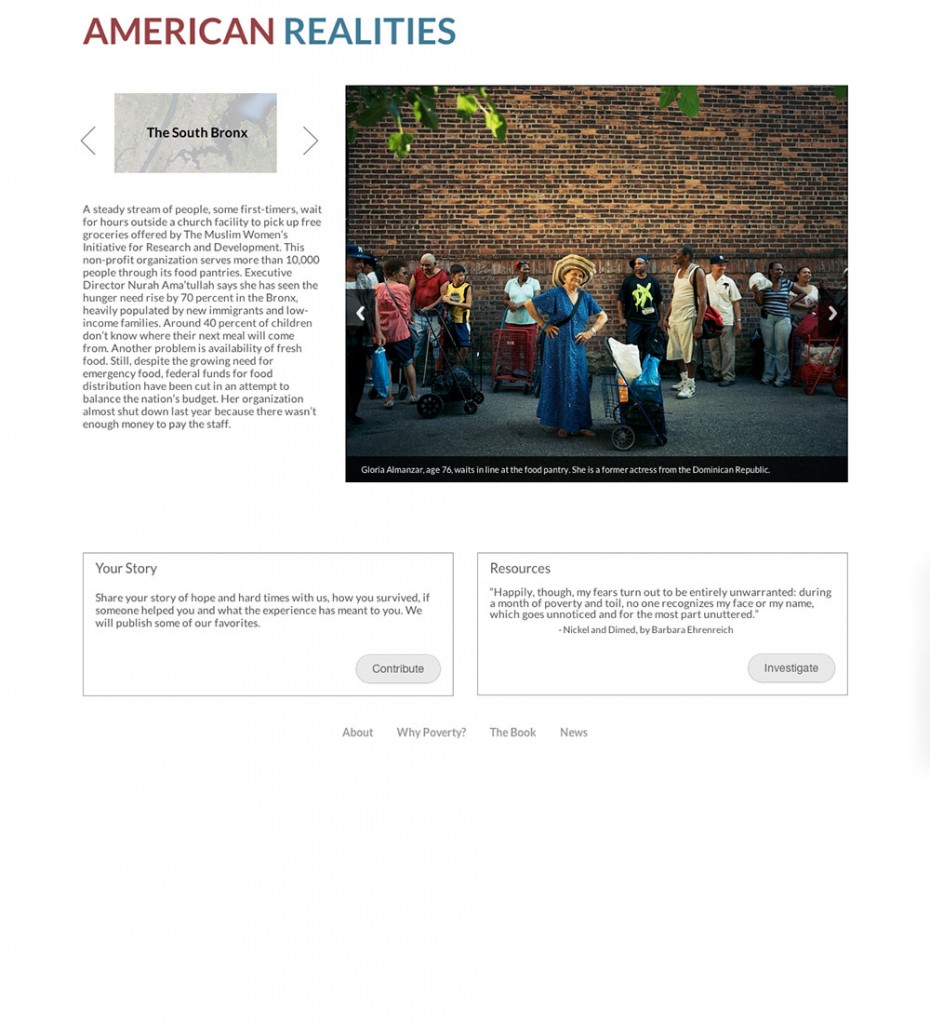 AMERICAN REALITIES
The South Bronx
A steady stream of people, some first-timers, wait
for hours outside a church facility to pick up free
groceries offered by The Muslim Women's
Initiative for Research and Development. This
non-profit organization serves more than 10,000
people through its food pantries. Executive
Director Nurah Ama'tullah says she has seen the
hunger need rise by 70 percent in the Bronx,
heavily populated by new immigrants and low-
income families. Around 40 percent of children
don't know where their next meal will come
from. Another problem is availability of fresh
food. Still, despite the growing need for
emergency food, federal funds for food
distribution have been cut in an attempt to
balance the nation's budget. Her organization
almost shut down last year because there wasn't
enough money to pay the staff.
Gloria Almanzar, age 76, waits in line at the food pantry. She is a former actress from the Dominican Republic.
Your Story
Share your story of hope and hard times with us, how you survived, if
someone helped you and what the experience has meant to you. We
will publish some of our favorites.
Contribute
Resources
"Happily, though, my fears turn out to be entirely unwarranted: during
a month of poverty and toil, no one recognizes my face or my name,
which goes unnoticed and for the most part unuttered."
- Nickel and Dimed, by Barbara Ehrenreich
Investigate
About Why Poverty? The Book News